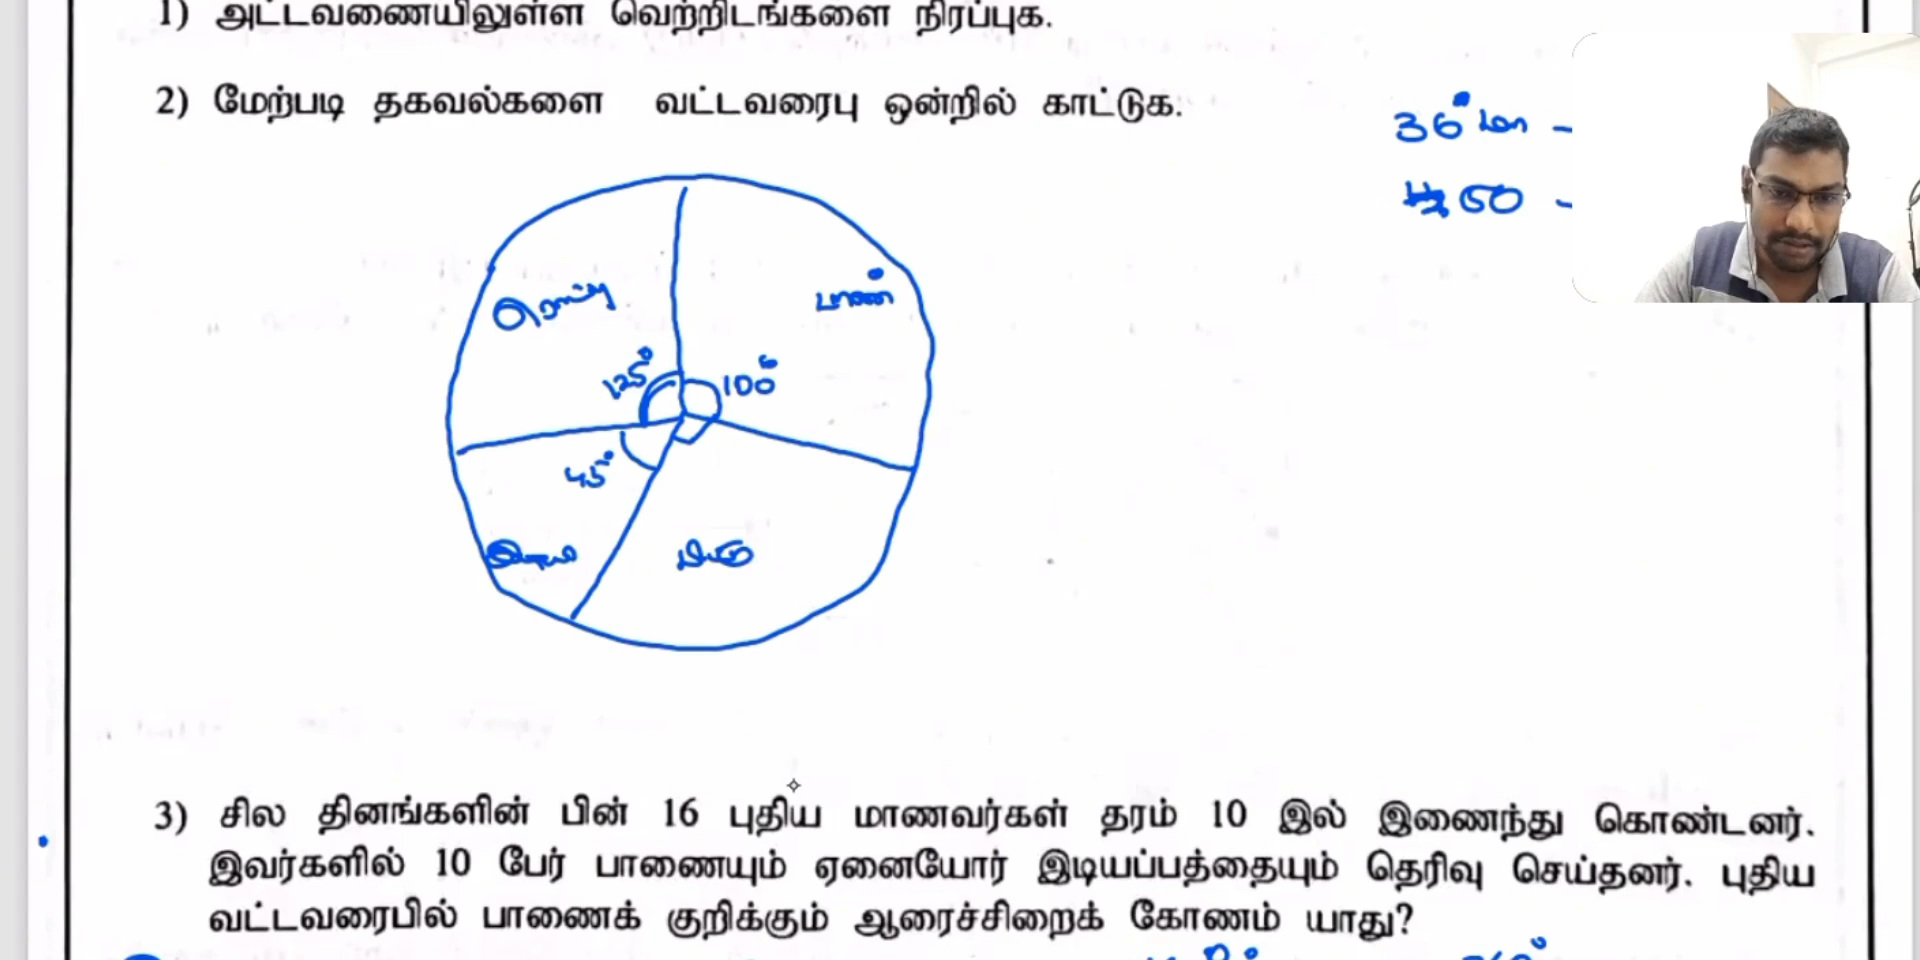 1) அட்டவணையிலுள்ள வெற்றிடங்களை நிரப்புக.
2) மேற்படி தகவல்களை வட்டவரைபு ஒன்றில் காட்டுக.
36 மா -
50 -
பாண்
125°
100°
45°
3) சில தினங்களின் பின் 16 புதிய மாணவர்கள் தரம் 10 இல் இணைந்து கொண்டனர்.
இவர்களில் 10 பேர் பாணையும் ஏனையோர் இடியப்பத்தையும் தெரிவு செய்தனர். புதிய
வட்டவரைபில் பாணைக் குறிக்கும் ஆரைச்சிறைக் கோணம் யாது?